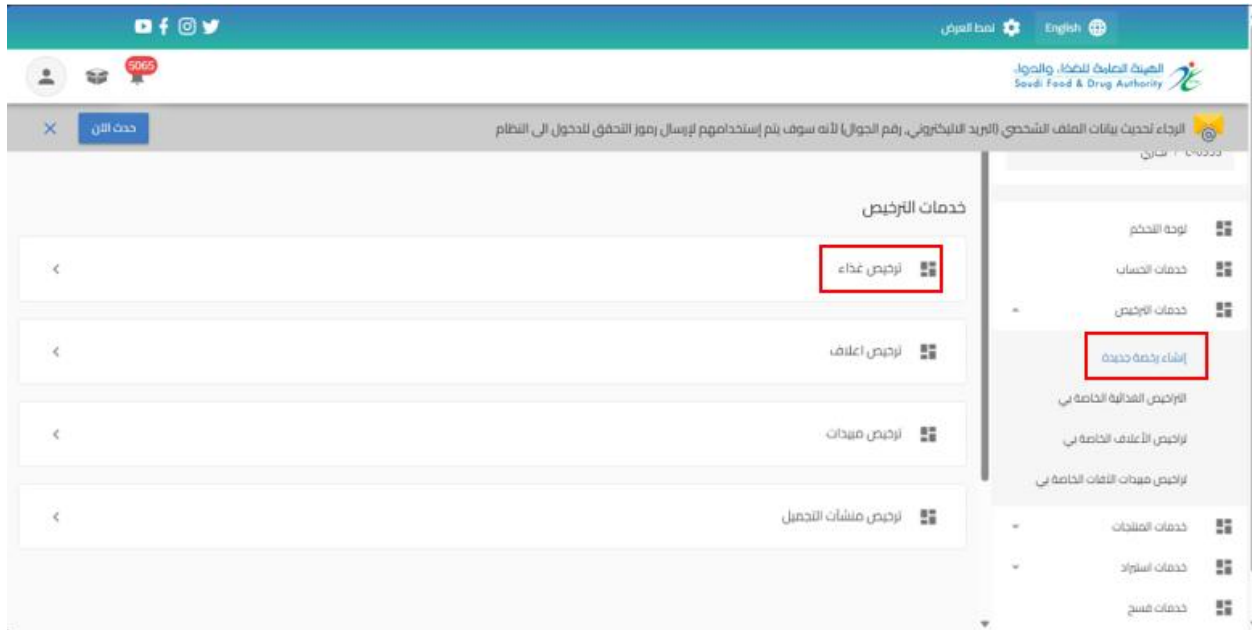 English
نمط العرض
5065
الهيئة العامة للغذاء والدواء
Saudi Food & Drug Authority
الرجاء تحديث بيانات الملف الشخصي (البريد الاليكتروني, رقم الجوال) لأنه سوف يتم إستخدامهم لإرسال رموز التحقق للدخول الى النظام
حدث الآن
لوحة التحكم
خدمات الحساب
خدمات الترخيص
إنشاء رخصة جديدة
التراخيص الغذائية الخاصة بي
تراخيص الأعلاف الخاصة بي
تراخيص مبيدات الآفات الخاصة بي
خدمات المنتجات
خدمات استيراد
خدمات فسح
خدمات الترخيص
ترخيص غذاء
ترخيص اعلاف
ترخيص مبيدات
ترخيص منشآت التجميل